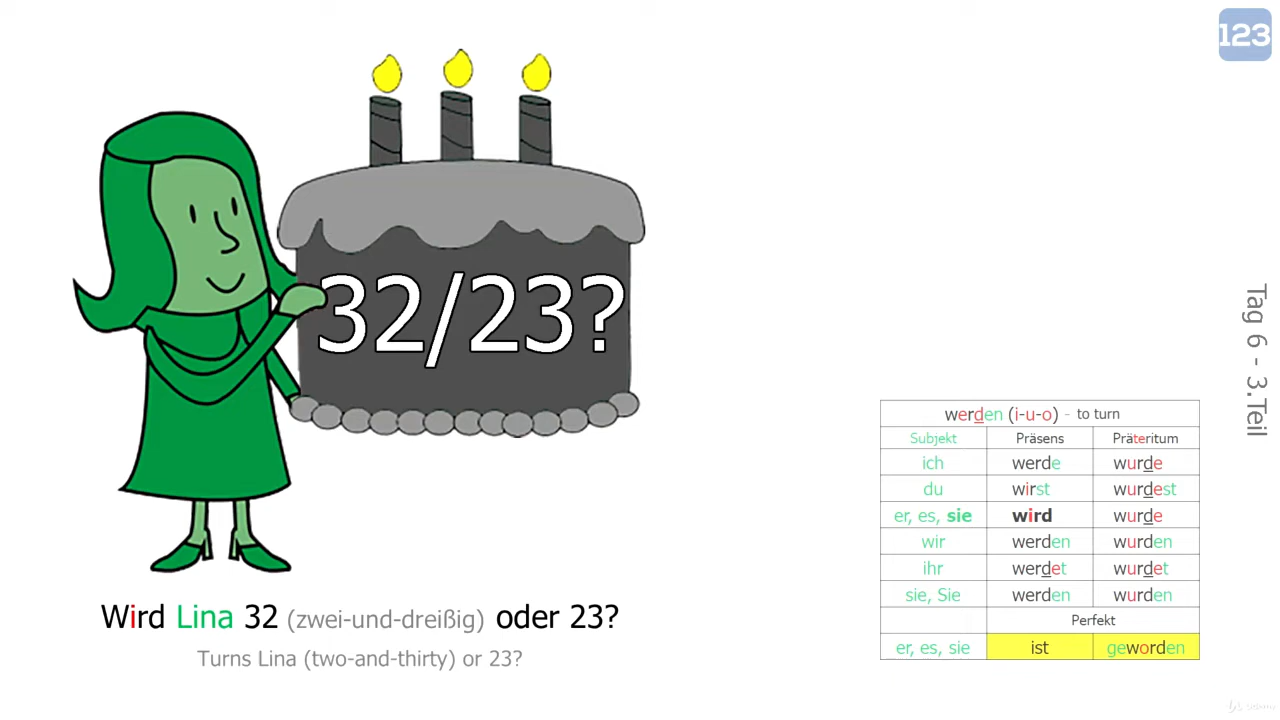 123
32/23?
Tag 6 - 3.Teil
werden (i-u-o) - to turn
Subjekt Präsens Präteritum
ich werde wurde
du wirst wurdest
er, es, sie wird wurde
wir werden wurden
ihr werdet wurdet
sie, Sie werden wurden
Perfekt
er, es, sie ist geworden
Wird Lina 32 (zwei-und-dreißig) oder 23?
Turns Lina (two-and-thirty) or 23?
Udemy